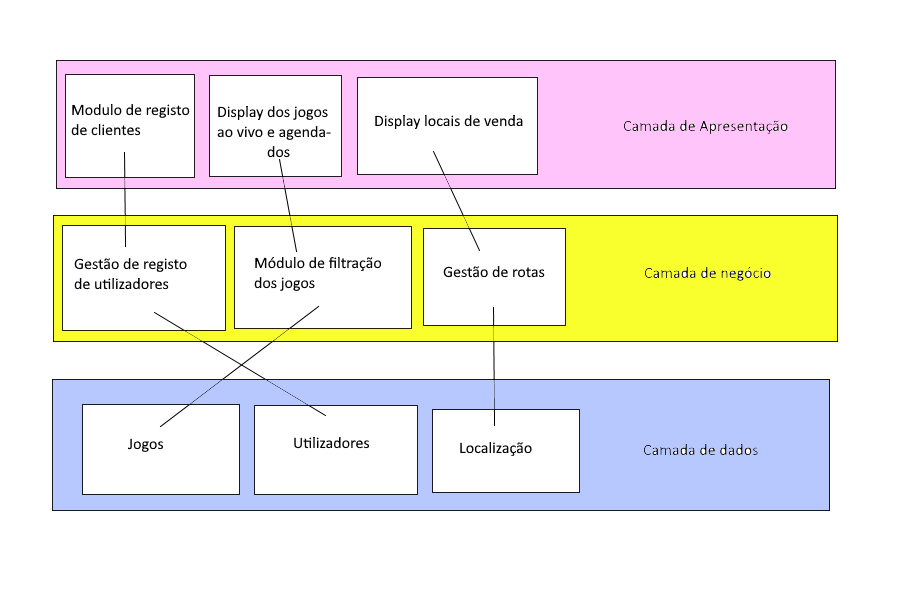 Modulo de registo
de clientes
Display dos jogos
ao vivo e agenda-
dos
Display locais de venda
Camada de Apresentação
Gestão de registo
de utilizadores
Módulo de filtração
dos jogos
Gestão de rotas
Camada de negócio
Jogos
Utilizadores
Localização
Camada de dados